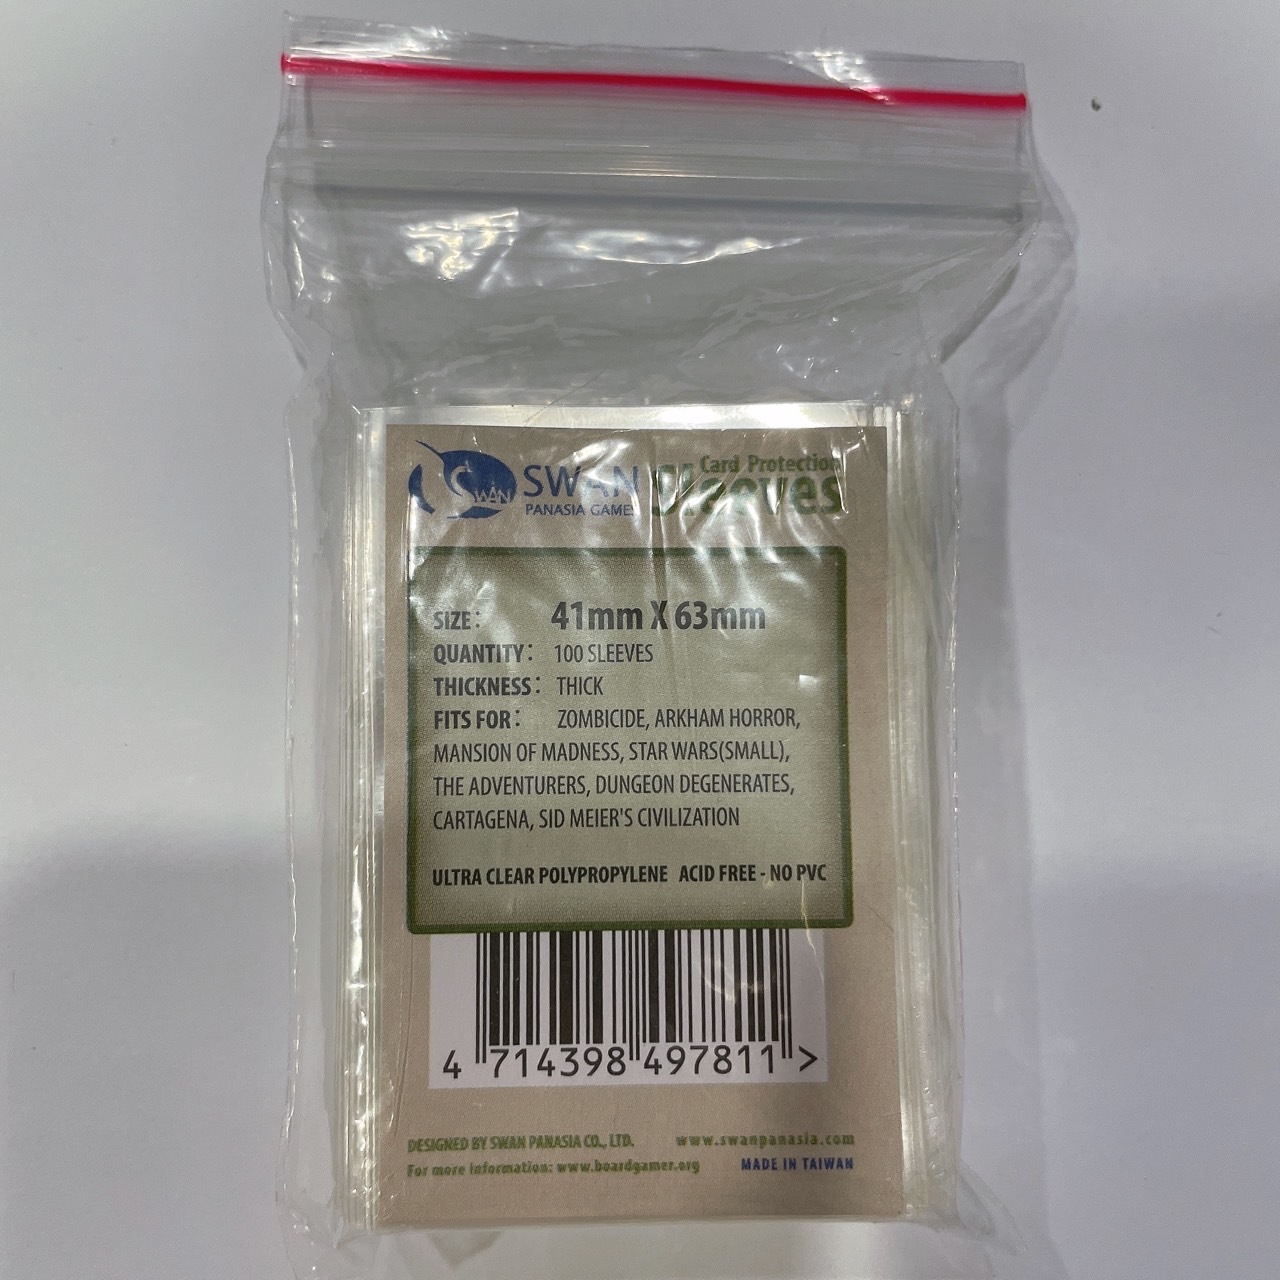 SWAN
SWAN
PANASIA GAMES
Card Protection
Sleeves
SIZE: 41mm X 63mm
QUANTITY: 100 SLEEVES
THICKNESS: THICK
FITS FOR: ZOMBICIDE, ARKHAM HORROR,
MANSION OF MADNESS, STAR WARS(SMALL),
THE ADVENTURERS, DUNGEON DEGENERATES,
CARTAGENA, SID MEIER'S CIVILIZATION
ULTRA CLEAR POLYPROPYLENE ACID FREE - NO PVC
4 714398 497811 >
DESIGNED BY SWAN PANASIA CO., LTD. www.swanpanasia.com
For more information: www.boardgamer.org MADE IN TAIWAN